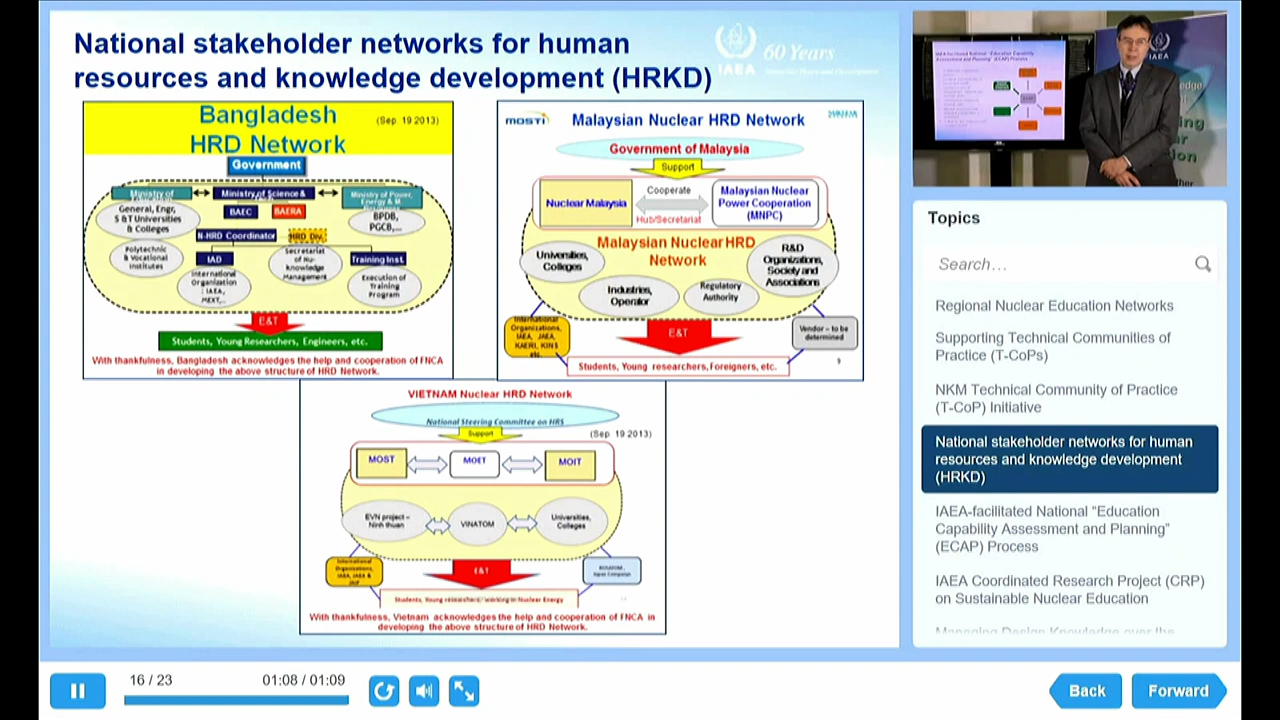 National stakeholder networks for human
resources and knowledge development (HRKD)
IAEA
60 Years
Bangladesh
HRD Network
(Sep 19 2013)
Government
Ministry of
Ministry of Science &
Ministry of Power,
Energy & M.
General, Engr,
S & T Universities
& Colleges
BAEC
BAERA
BPDB,
PGCB,...
N-HRD Coordinator
HRD Div.
Polytechnic
& Vocational
Institutes
IAD
Secretariat
of Nu-
knowledge
Management
Training Inst.
International
Organization
: IAEA,
MEXT,...
Execution of
Training
Program
E&T
Students, Young Researchers, Engineers, etc.
With thankfulness, Bangladesh acknowledges the help and cooperation of FNCA
in developing the above structure of HRD Network.
MOSTI
Malaysian Nuclear HRD Network
Government of Malaysia
Support
Nuclear Malaysia
Cooperate
Hub/Secretariat
Malaysian Nuclear
Power Cooperation
(MNPC)
Malaysian Nuclear HRD
Network
Universities,
Colleges
R&D
Organizations,
Society and
Associations
Industries,
Operator
Regulatory
Authority
International
Organizations,
IAEA, JAEA,
KAERI, KINS
etc.
E&T
Vendor – to be
determined
Students, Young researchers, Foreigners, etc.
9
VIETNAM Nuclear HRD Network
National Steering Committee on HRS
Support
(Sep 19 2013)
MOST
MOET
MOIT
EVN project –
Ninh thuan
VINATOM
Universities,
Colleges
International
Organizations,
E&T
Students, Young researchers, working in Nuclear Energy
With thankfulness, Vietnam acknowledges the help and cooperation of FNCA in
developing the above structure of HRD Network.
IAEA
Topics
Search...
Regional Nuclear Education Networks
Supporting Technical Communities of
Practice (T-CoPs)
NKM Technical Community of Practice
(T-CoP) Initiative
National stakeholder networks for human
resources and knowledge development
(HRKD)
IAEA-facilitated National "Education
Capability Assessment and Planning"
(ECAP) Process
IAEA Coordinated Research Project (CRP)
on Sustainable Nuclear Education
Managing Design Knowledge over the
16 / 23
01:08 / 01:09
Back
Forward